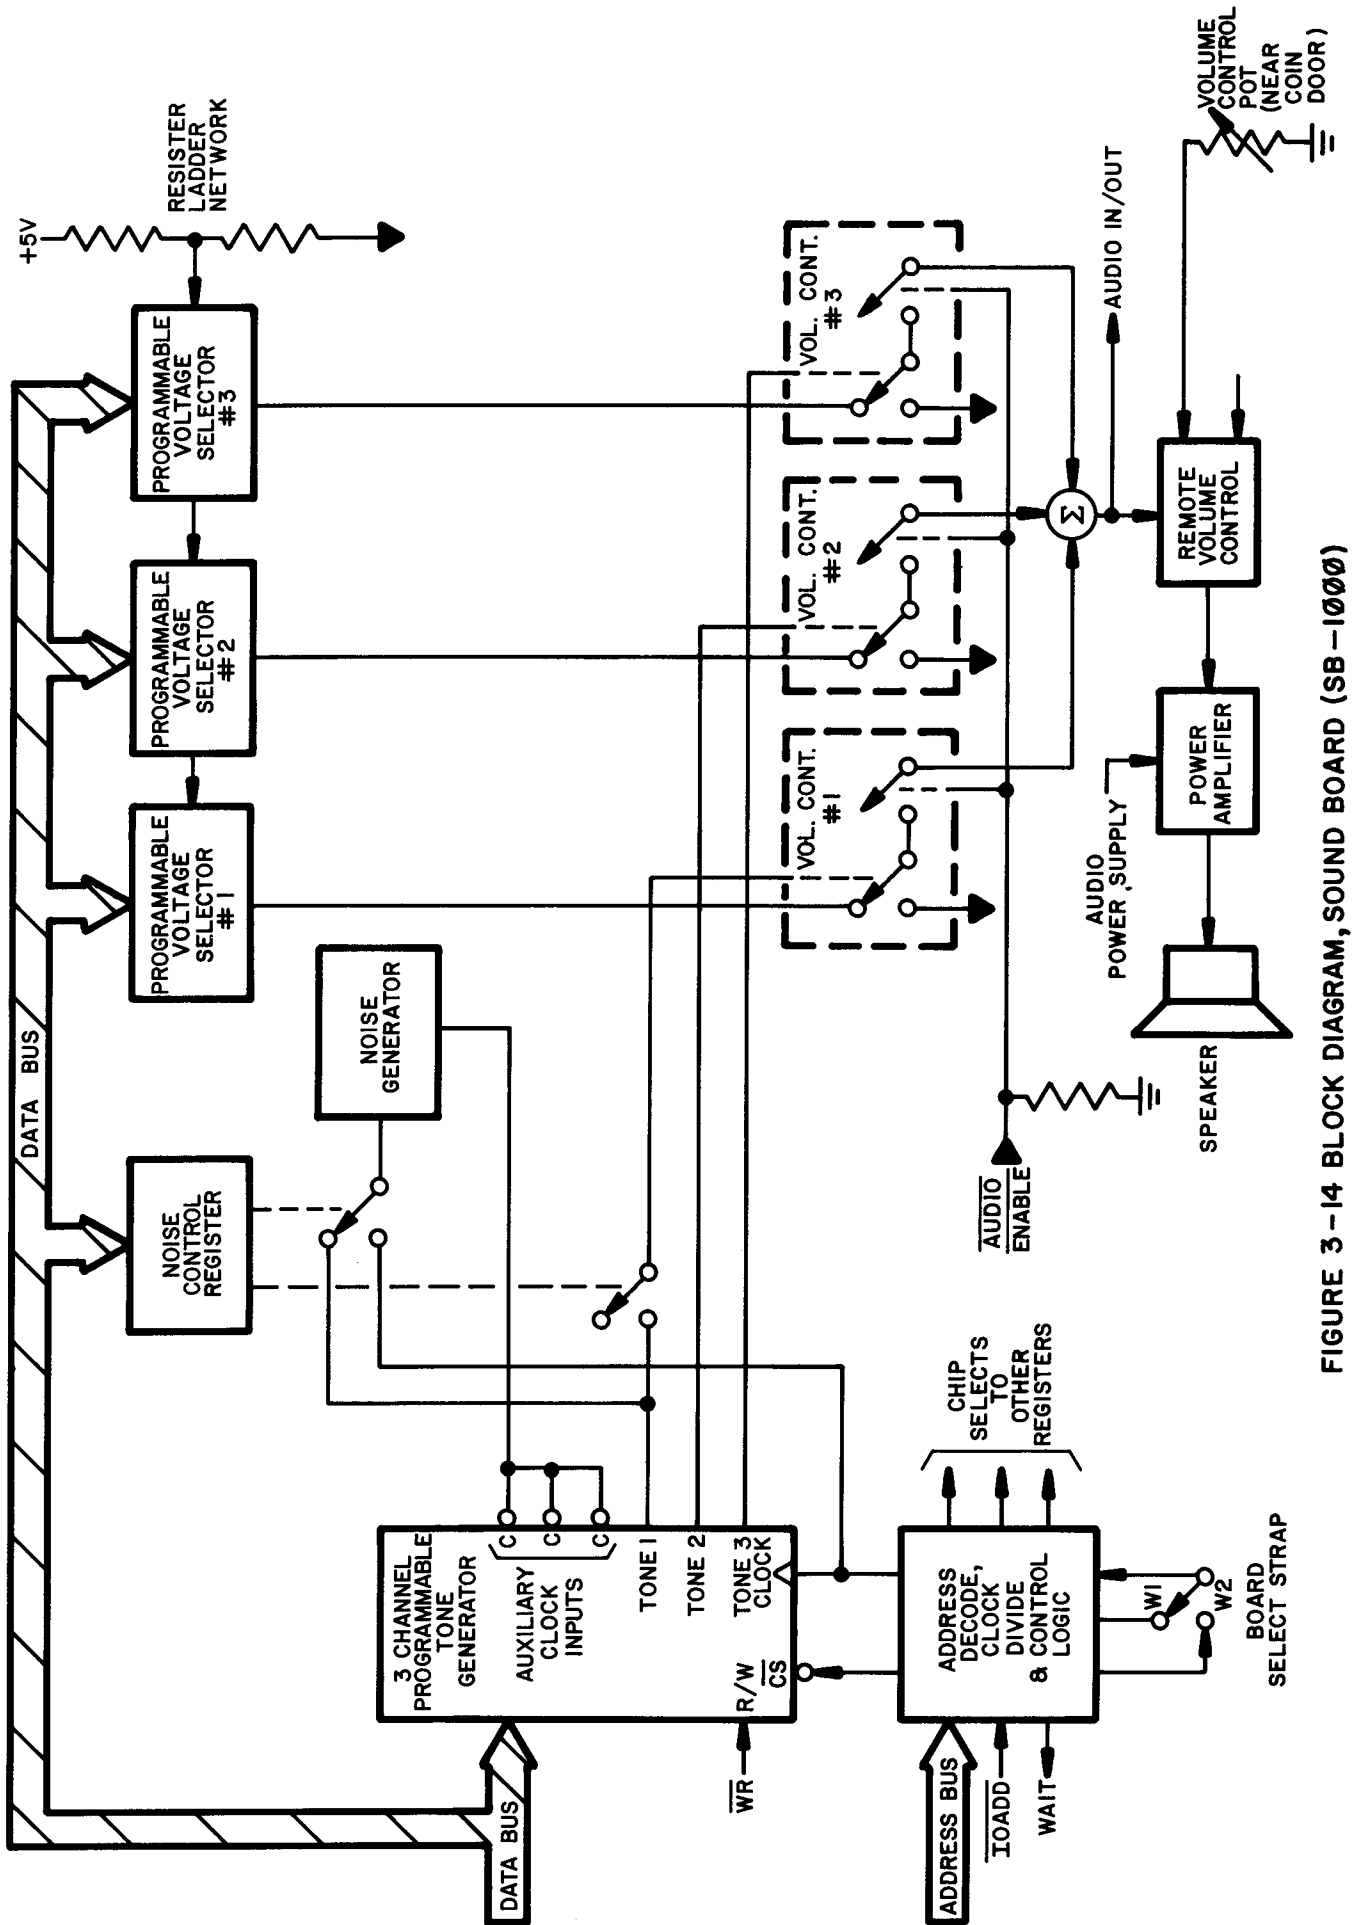 DATA BUS
DATA BUS
3 CHANNEL
PROGRAMMABLE
TONE
GENERATOR
AUXILIARY
CLOCK
INPUTS
C
C
C
TONE 1
TONE 2
TONE 3
CLOCK
R/W
CS
WR
NOISE
CONTROL
REGISTER
NOISE
GENERATOR
PROGRAMMABLE
VOLTAGE
SELECTOR
#1
PROGRAMMABLE
VOLTAGE
SELECTOR
#2
PROGRAMMABLE
VOLTAGE
SELECTOR
#3
+5V
RESISTER
LADDER
NETWORK
VOL. CONT.
#1
VOL. CONT.
#2
VOL. CONT.
#3
ADDRESS BUS
IOADD
WAIT
ADDRESS
DECODE,
CLOCK
DIVIDE
& CONTROL
LOGIC
CHIP
SELECTS
TO
OTHER
REGISTERS
W1
W2
BOARD
SELECT STRAP
AUDIO
ENABLE
Σ
AUDIO IN/OUT
SPEAKER
AUDIO
POWER SUPPLY
POWER
AMPLIFIER
REMOTE
VOLUME
CONTROL
VOLUME
CONTROL
POT
(NEAR
COIN
DOOR)
FIGURE 3-14 BLOCK DIAGRAM, SOUND BOARD (SB-1ØØØ)